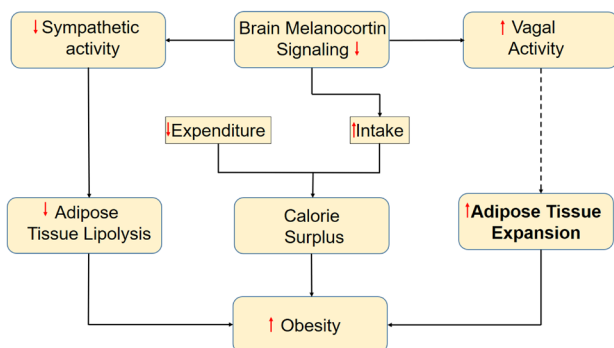 ↓ Sympathetic
activity
Brain Melanocortin
Signaling ↓
↑ Vagal
Activity
↓Expenditure
↑Intake
↓ Adipose
Tissue Lipolysis
Calorie
Surplus
↑Adipose Tissue
Expansion
↑ Obesity